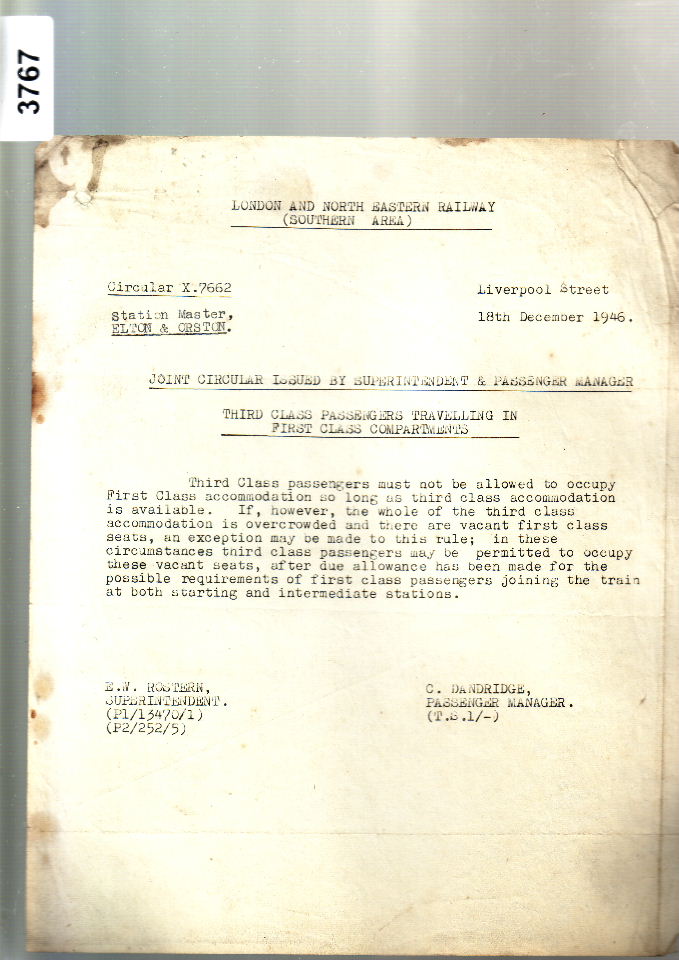 3767
LONDON AND NORTH EASTERN RAILWAY
(SOUTHERN AREA)
Circular X.7662
Liverpool Street
Station Master,
ELTON & ORSTON.
18th December 1946.
JOINT CIRCULAR ISSUED BY SUPERINTENDENT & PASSENGER MANAGER
THIRD CLASS PASSENGERS TRAVELLING IN
FIRST CLASS COMPARTMENTS
Third Class passengers must not be allowed to occupy
First Class accommodation so long as third class accommodation
is available. If, however, the whole of the third class
accommodation is overcrowded and there are vacant first class
seats, an exception may be made to this rule; in these
circumstances third class passengers may be permitted to occupy
these vacant seats, after due allowance has been made for the
possible requirements of first class passengers joining the train
at both starting and intermediate stations.
E.W. ROSTERN,
SUPERINTENDENT.
(P1/13470/1)
(P2/252/5)
C. DANDRIDGE,
PASSENGER MANAGER.
(T.S.1/-)